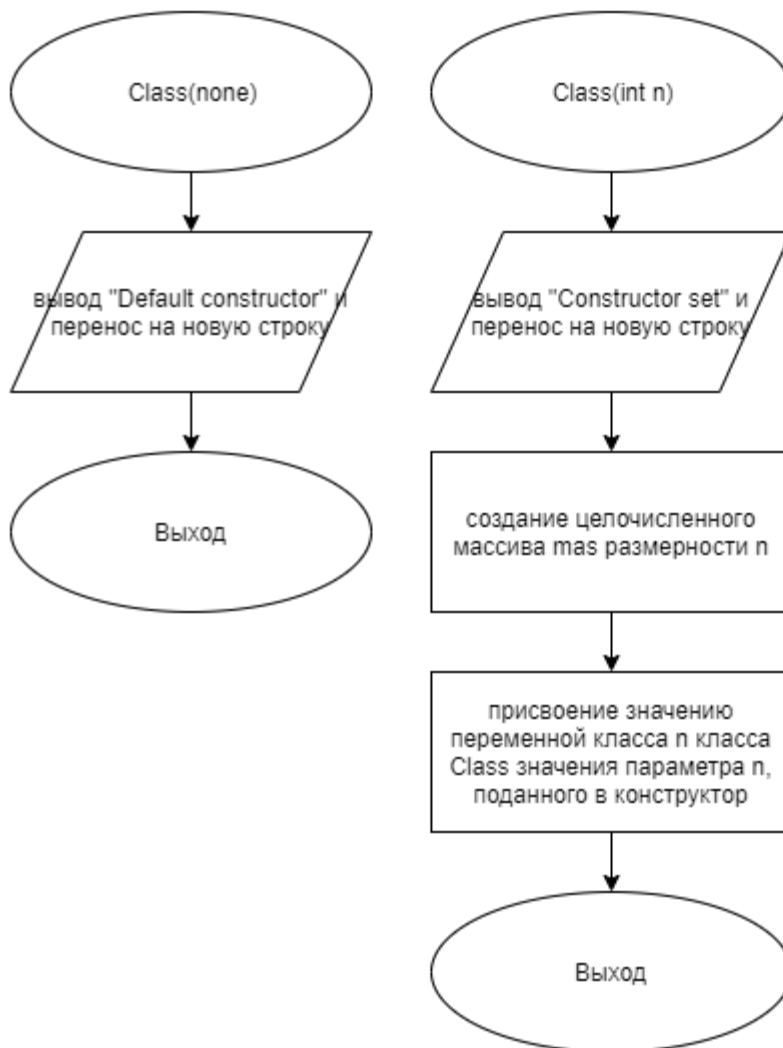 Class(none)
вывод "Default constructor" и
перенос на новую строку
Выход
Class(int n)
вывод "Constructor set" и
перенос на новую строку
создание целочисленного
массива mas размерности n
присвоение значению
переменной класса n класса
Class значения параметра n,
поданного в конструктор
Выход